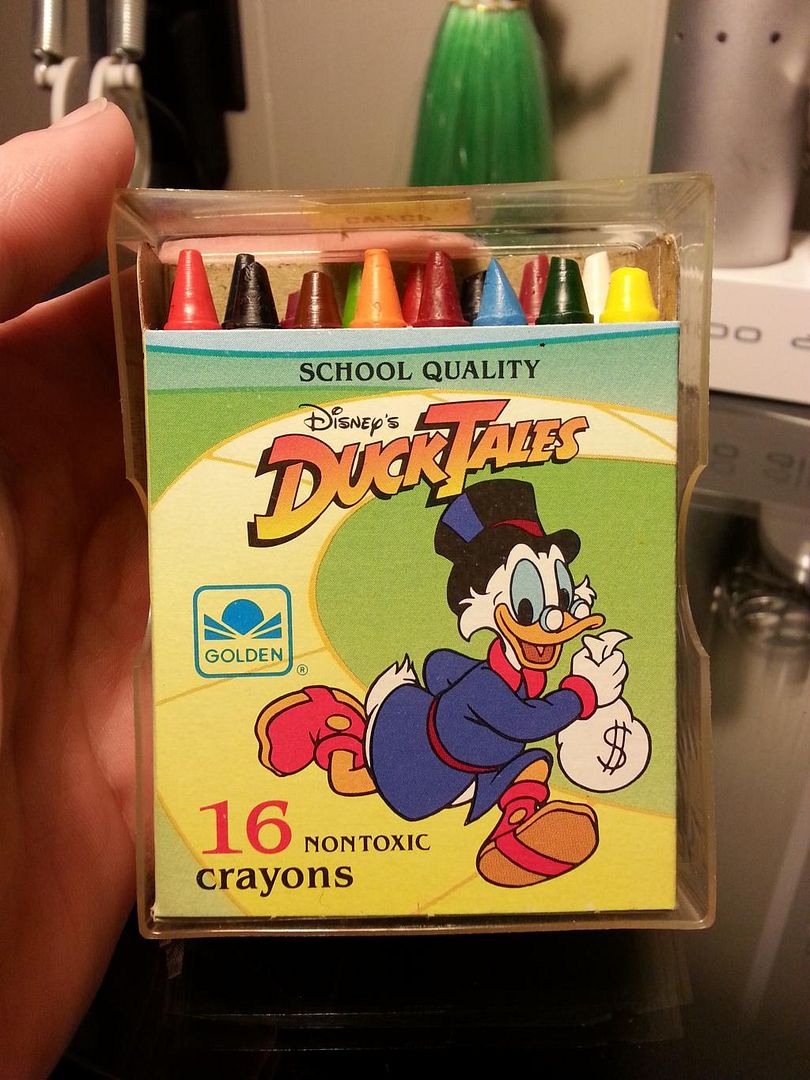 SCHOOL QUALITY
Disney's
DUCKTALES
GOLDEN
®
$
16 NONTOXIC
crayons